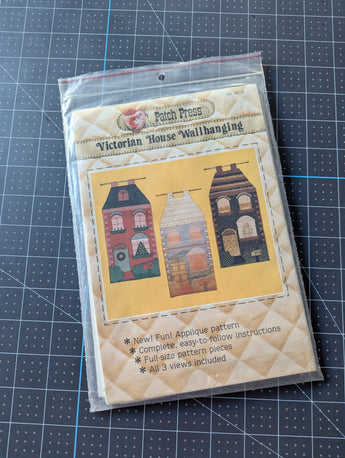 Patch Press
Victorian House Wallhanging
* New! Fun! Applique pattern
* Complete, easy-to-follow instructions
* Full-size pattern pieces
* All 3 views included